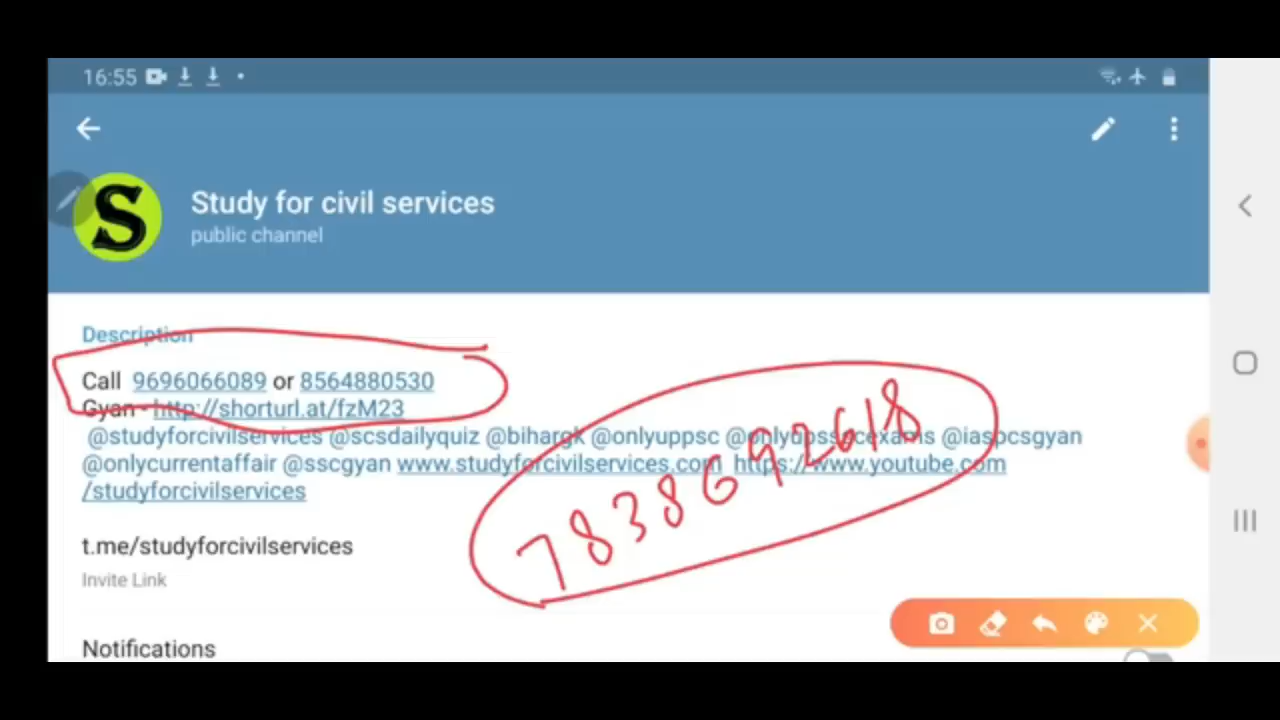 16:55
Study for civil services
public channel
Description
Call 9696066089 or 8564880530
Gyan - http://shorturl.at/fzM23
@studyforcivilservices @scsdailyquiz @bihargk @onlyuppsc @onlyupssscexams @iaspcsgyan
@onlycurrentaffair @sscgyan www.studyforcivilservices.com https://www.youtube.com
/studyforcivilservices
7838692618
t.me/studyforcivilservices
Invite Link
Notifications